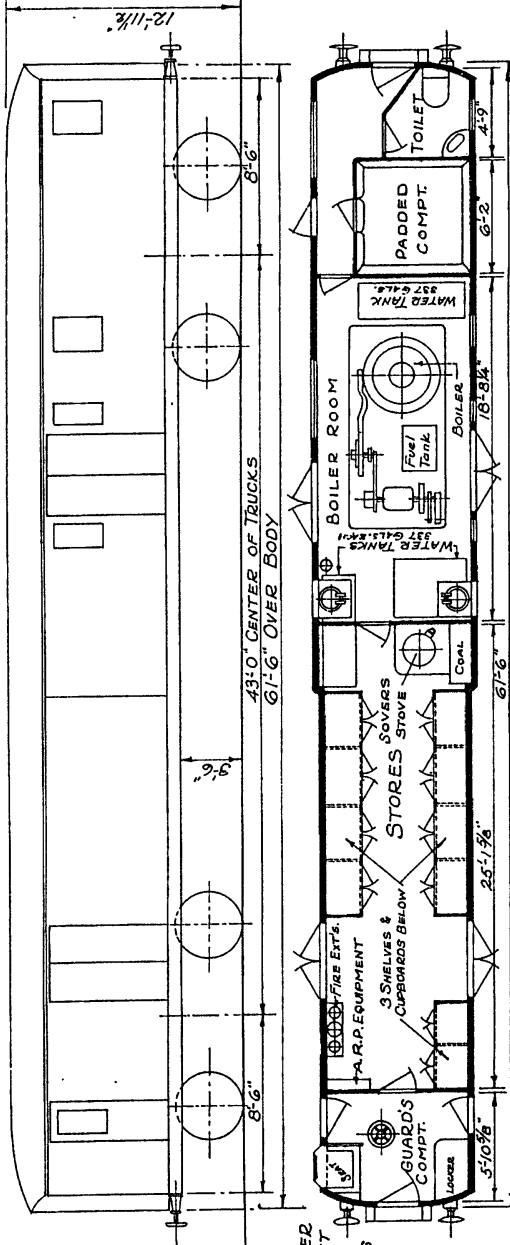 12'-11½"
8'-6"
43'-0" CENTER OF TRUCKS
61'-6" OVER BODY
3'-6"
8'-6"
TOILET
4'-9"
PADDED
COMPT.
6'-2"
WATER TANK
337 GALS.
BOILER ROOM
Fuel
Tank
BOILER
18'-8¼"
WATER TANKS
337 GALS. EACH
SOVERS
STOVE
COAL
STORES
61'-6"
25'-1⅝"
3 SHELVES &
CUPBOARDS BELOW
FIRE EXT'S.
A.R.P. EQUIPMENT
GUARD'S
COMPT.
SEAT
LOCKER
5'-10⅝"